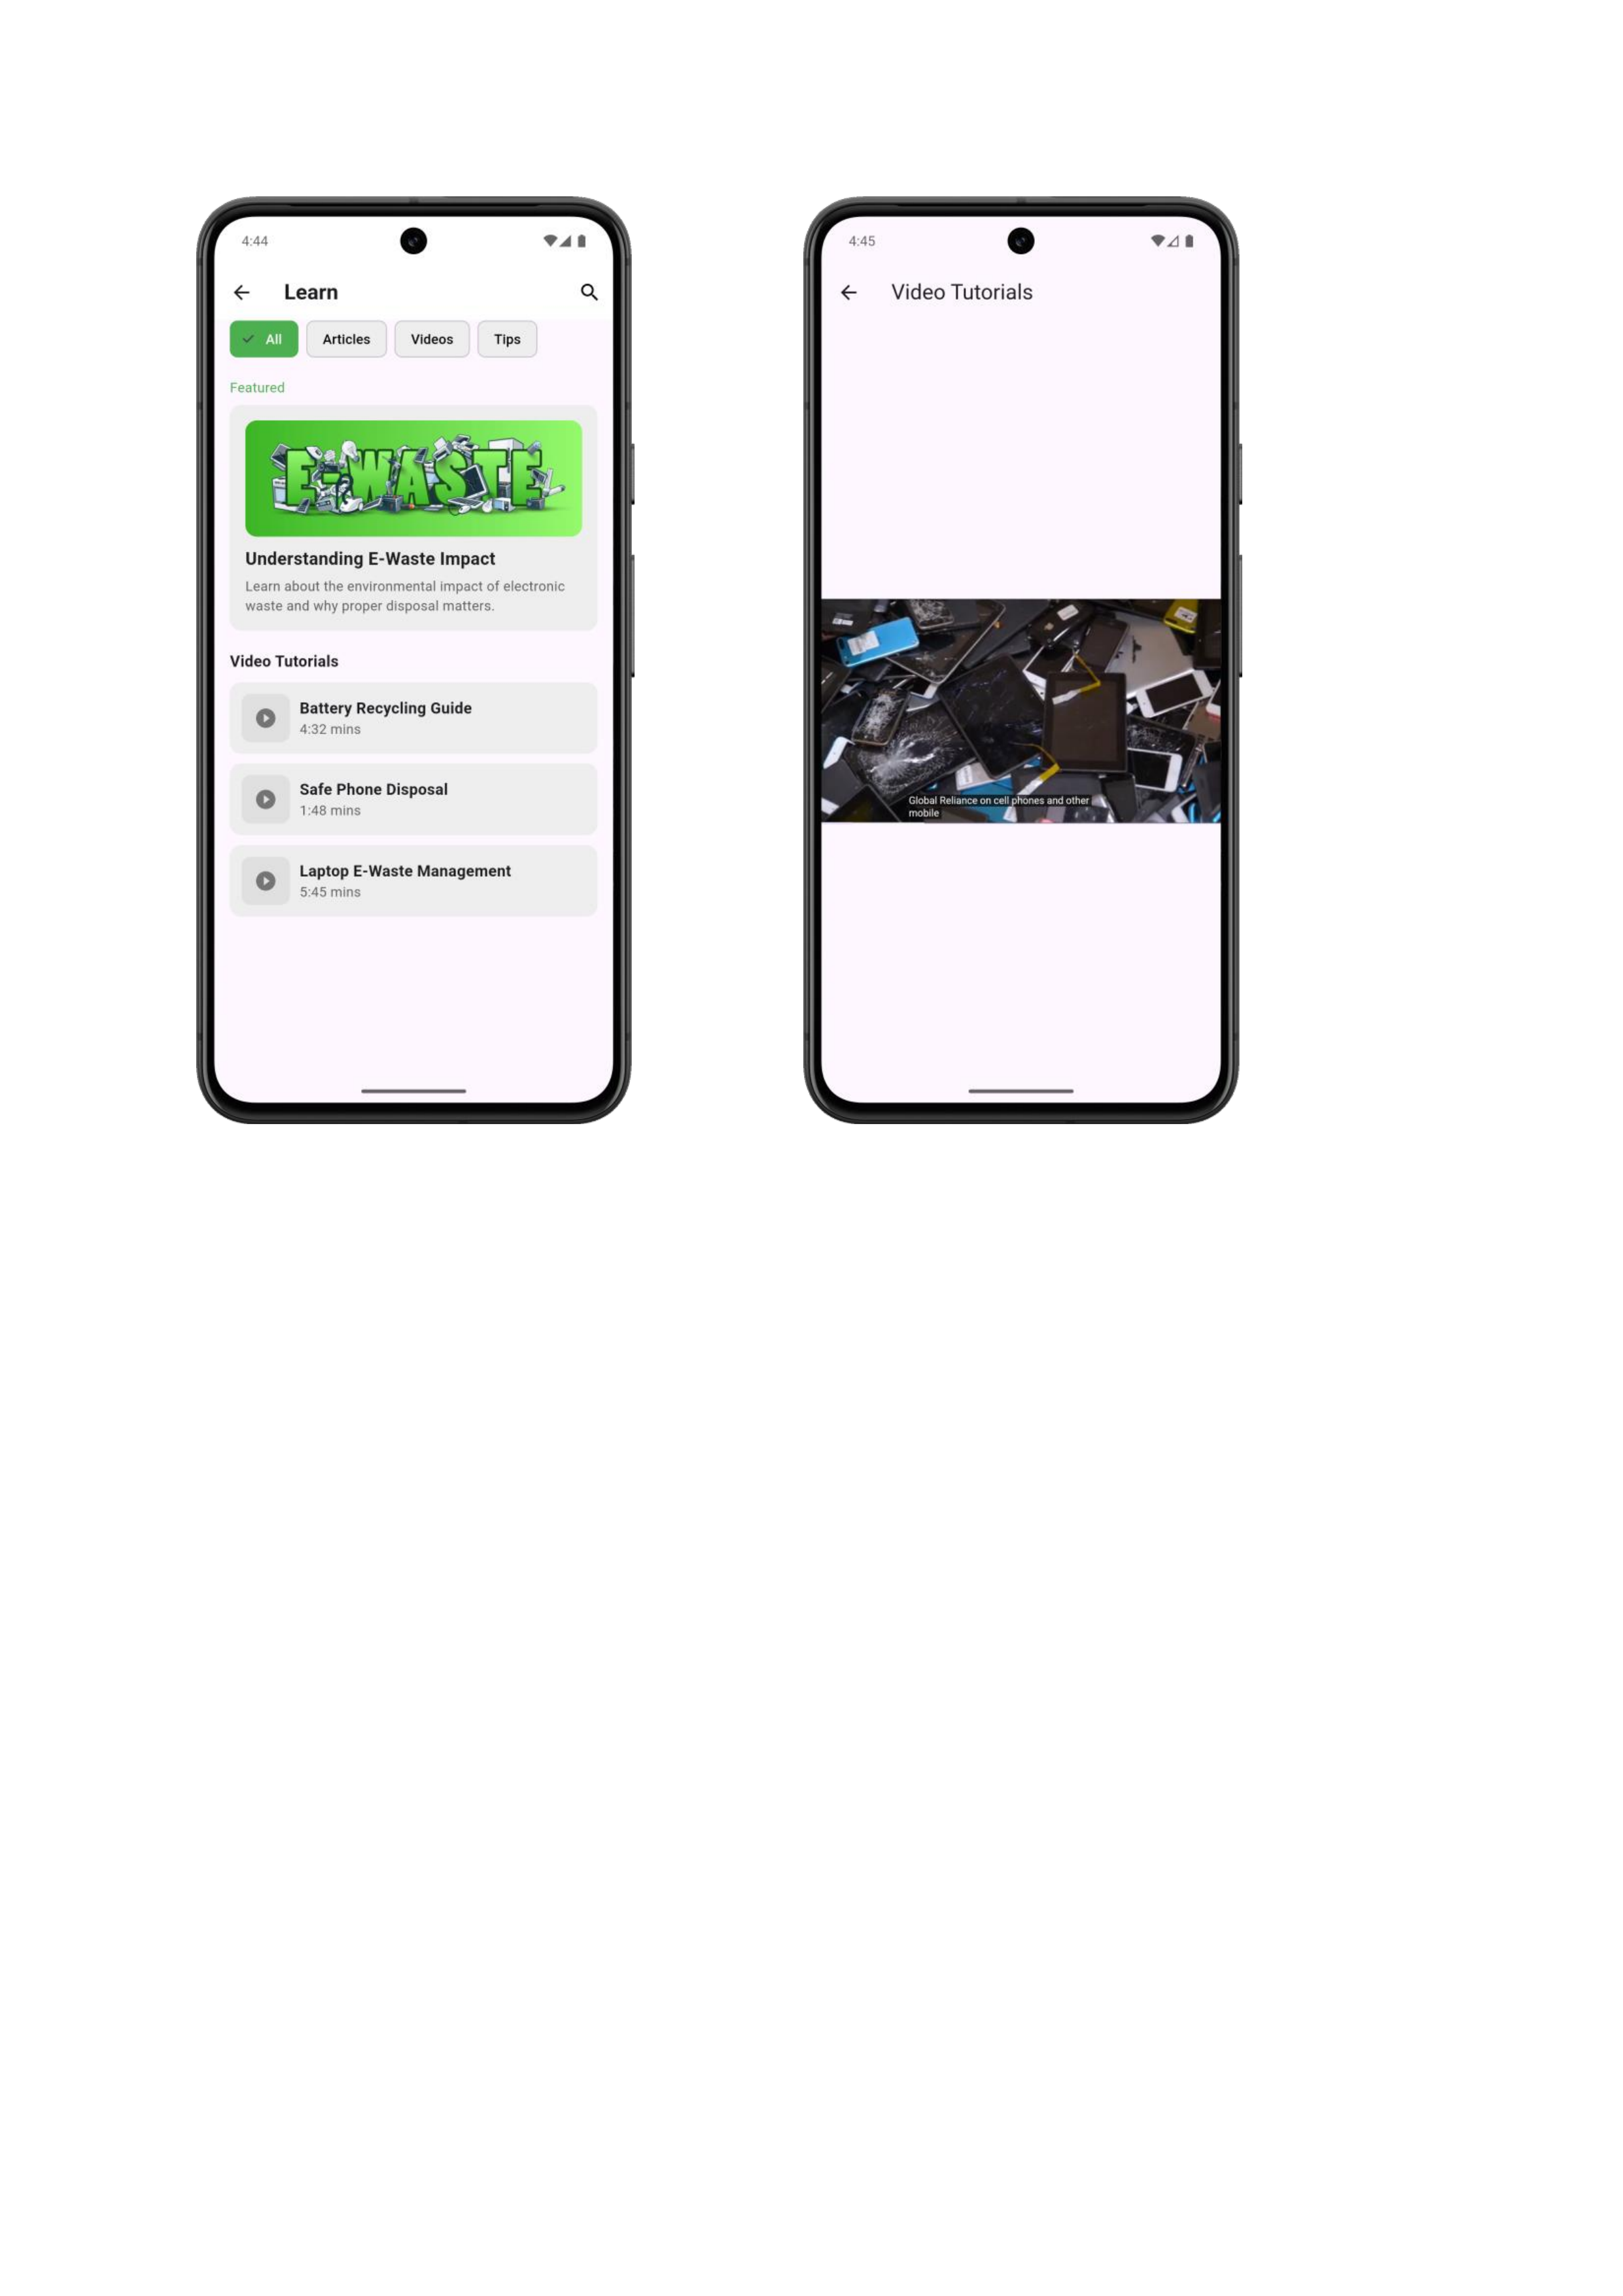 4:44
Learn
All
Articles
Videos
Tips
Featured
E-WASTE
Understanding E-Waste Impact
Learn about the environmental impact of electronic
waste and why proper disposal matters.
Video Tutorials
Battery Recycling Guide
4:32 mins
Safe Phone Disposal
1:48 mins
Laptop E-Waste Management
5:45 mins
4:45
Video Tutorials
Global Reliance on cell phones and other
mobile